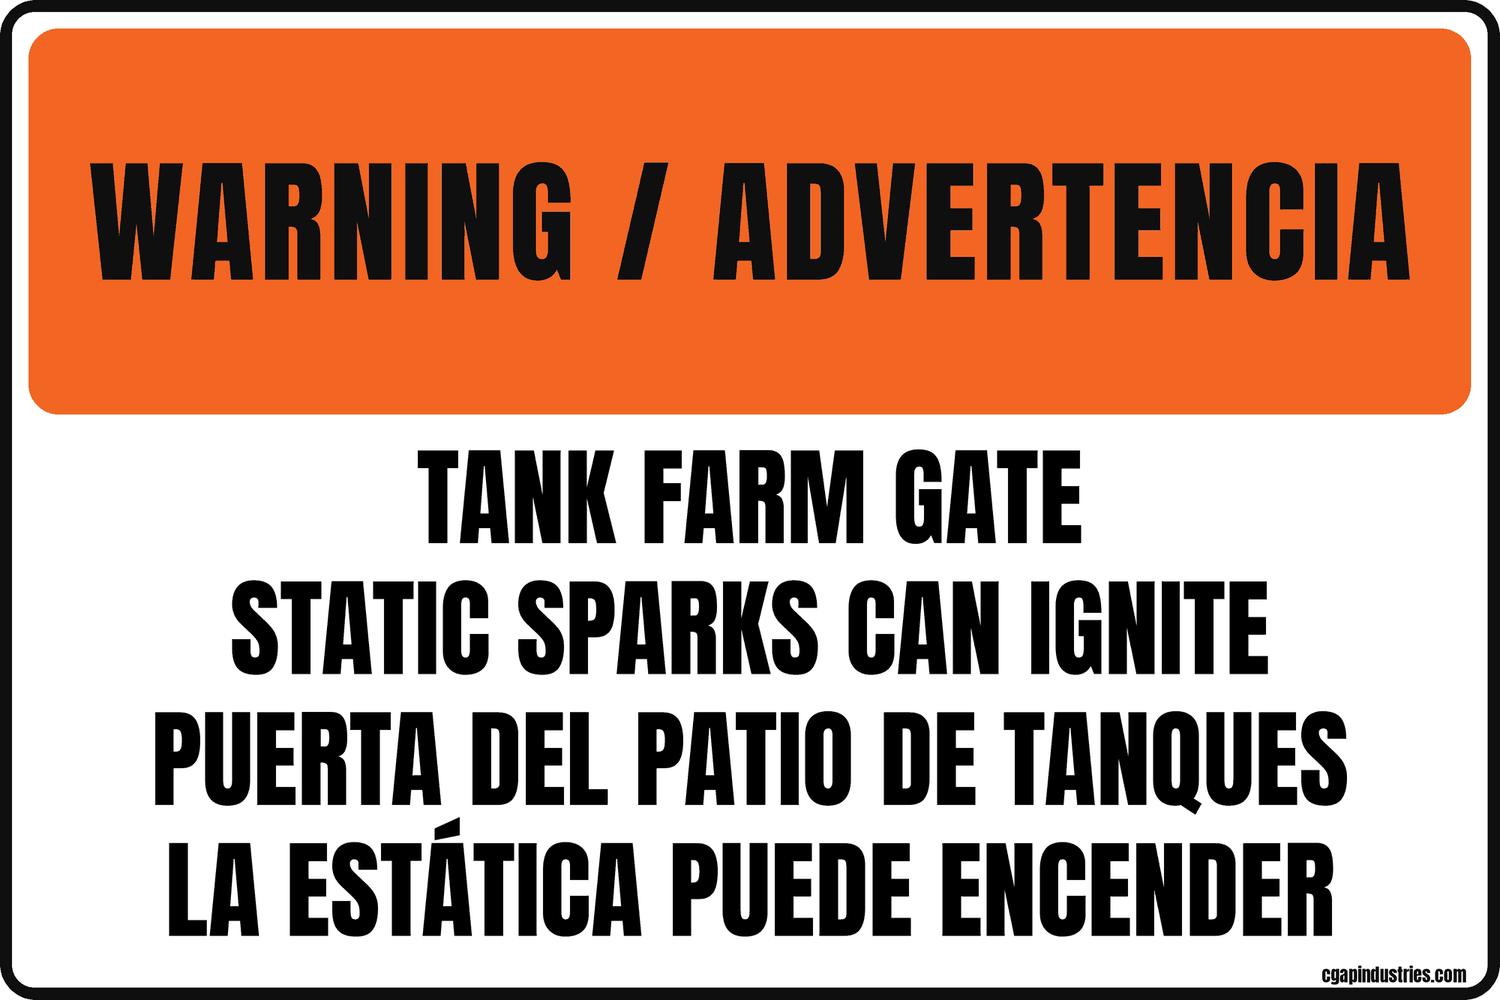 WARNING / ADVERTENCIA
TANK FARM GATE
STATIC SPARKS CAN IGNITE
PUERTA DEL PATIO DE TANQUES
LA ESTÁTICA PUEDE ENCENDER
cgapindustries.com